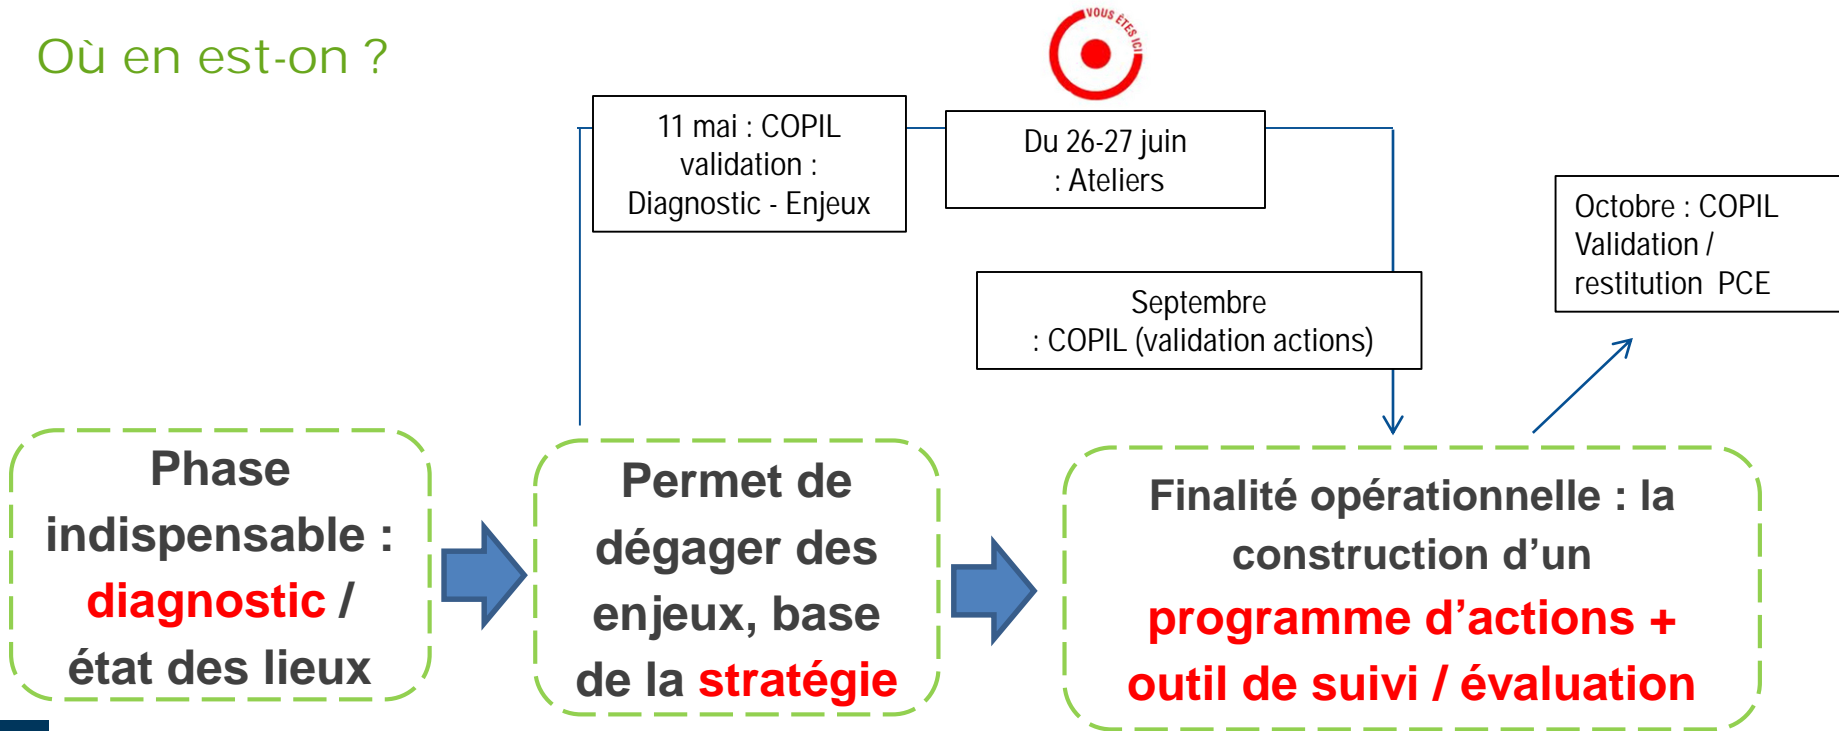 Où en est-on ?
VOUS ÊTES ICI
11 mai : COPIL
validation :
Diagnostic - Enjeux
Du 26-27 juin
: Ateliers
Septembre
: COPIL (validation actions)
Octobre : COPIL
Validation /
restitution PCE
Phase
indispensable :
diagnostic /
état des lieux
Permet de
dégager des
enjeux, base
de la stratégie
Finalité opérationnelle : la
construction d’un
programme d’actions +
outil de suivi / évaluation